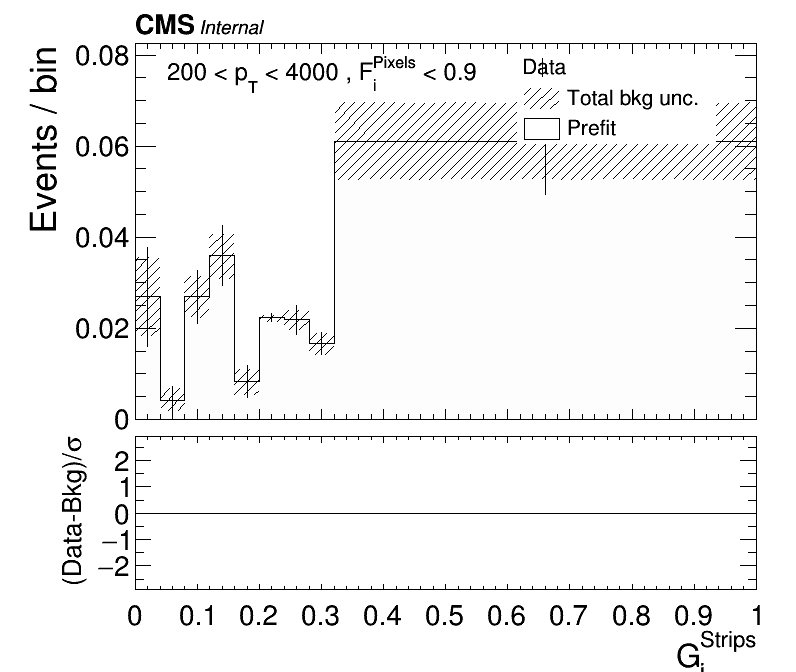 CMS Internal
200 < p_T < 4000 , F_i^Pixels < 0.9
Data
Total bkg unc.
Prefit
Events / bin
0.08
0.06
0.04
0.02
0
(Data-Bkg)/σ
2
1
0
−1
−2
0 0.1 0.2 0.3 0.4 0.5 0.6 0.7 0.8 0.9 1
G_i^Strips